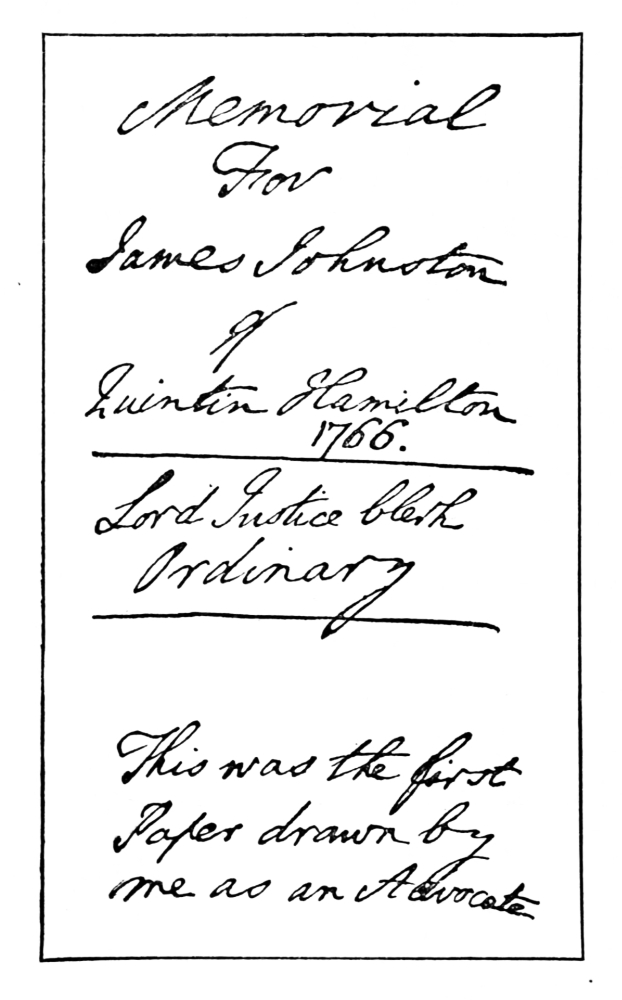 Memorial
For
James Johnston
of
Quintin Hamilton
1766.
Lord Justice Clerk
Ordinary
This was the first
Paper drawn by
me as an Advocate